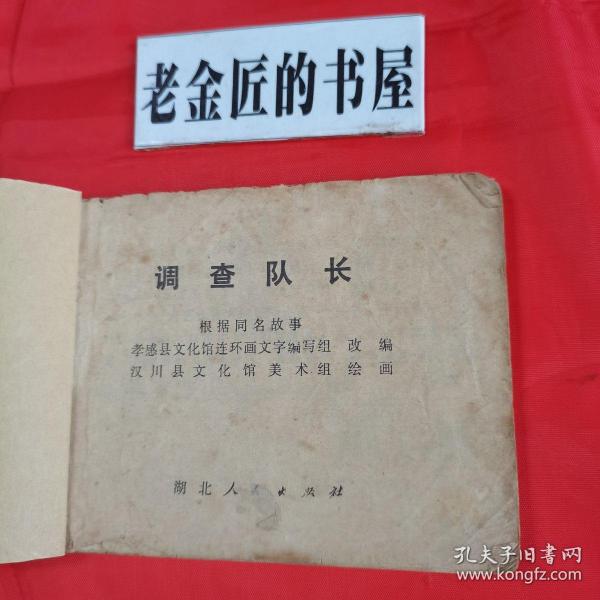 老金匠的书屋
调查队长
根据同名故事
孝感县文化馆连环画文字编写组 改编
汉川县文化馆美术组绘画
湖北人民出版社
孔夫子旧书网
www.kongfz.com